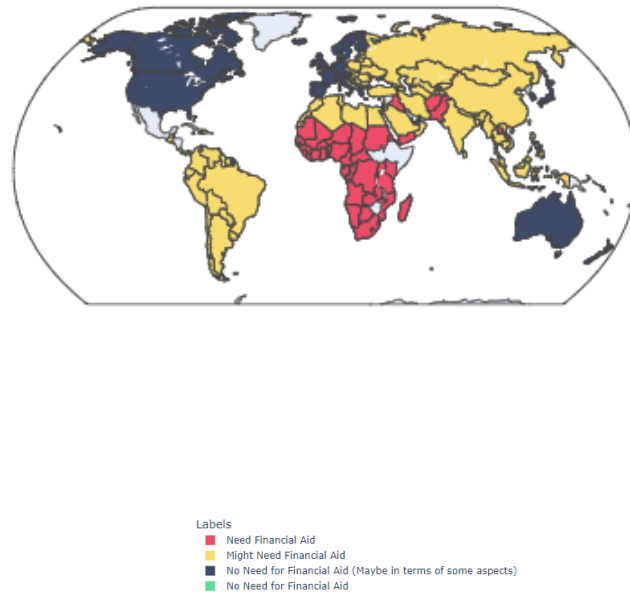 Labels
Need Financial Aid
Might Need Financial Aid
No Need for Financial Aid (Maybe in terms of some aspects)
No Need for Financial Aid